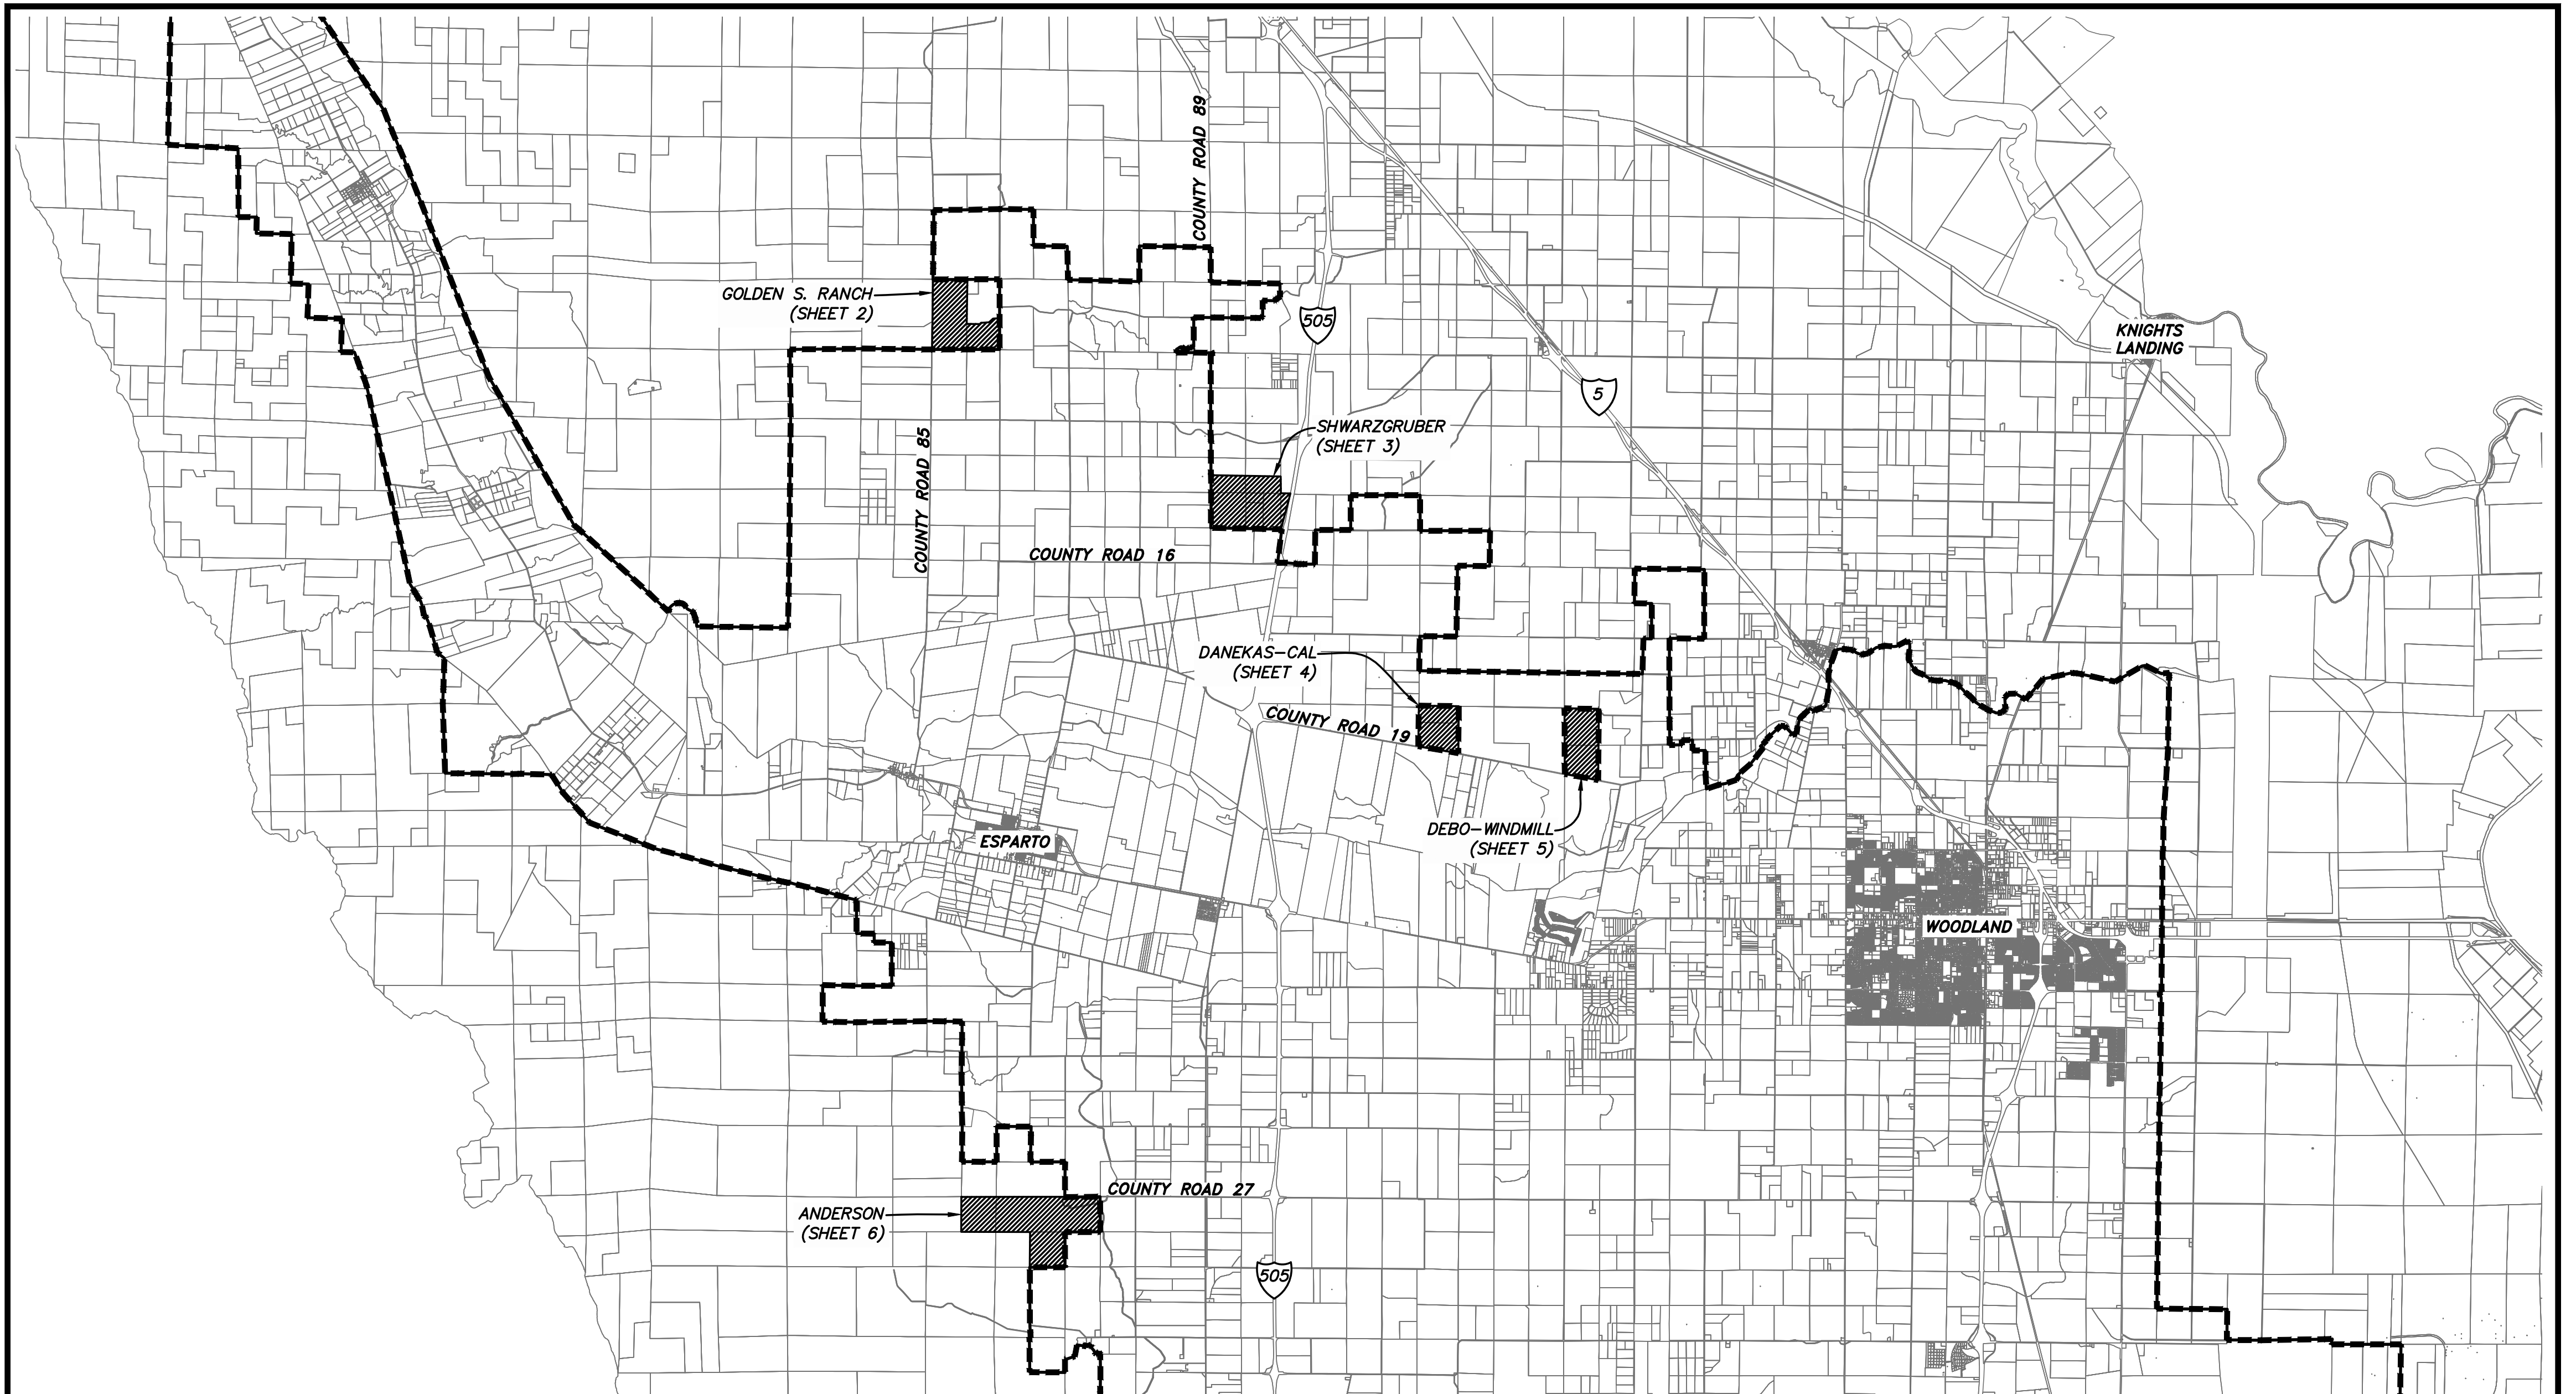 COUNTY ROAD 89
GOLDEN S. RANCH
(SHEET 2)
505
KNIGHTS
LANDING
5
SHWARZGRUBER
(SHEET 3)
COUNTY ROAD 85
COUNTY ROAD 16
DANEKAS-CAL
(SHEET 4)
COUNTY ROAD 19
DEBO-WINDMILL
(SHEET 5)
ESPARTO
WOODLAND
COUNTY ROAD 27
ANDERSON
(SHEET 6)
505